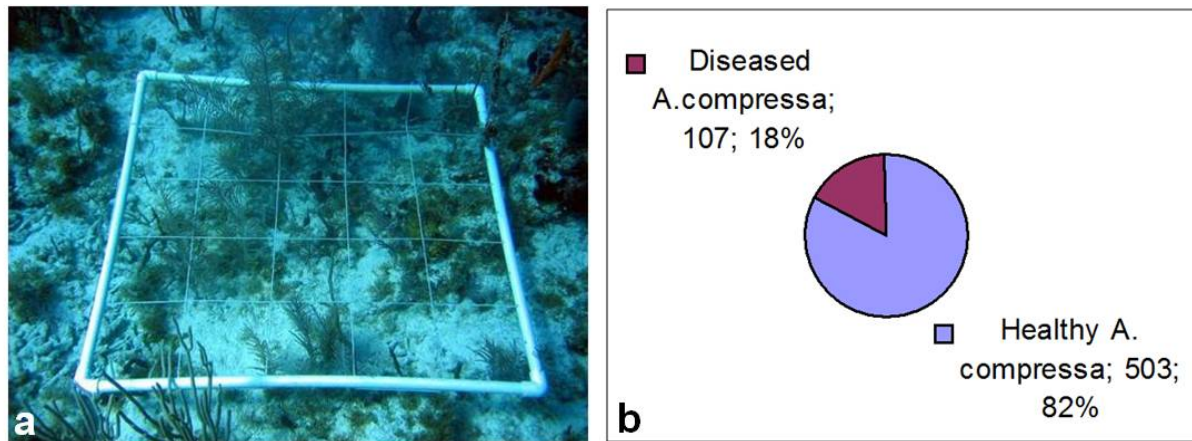 a
Diseased
A.compressa;
107; 18%
Healthy A.
compressa; 503;
82%
b